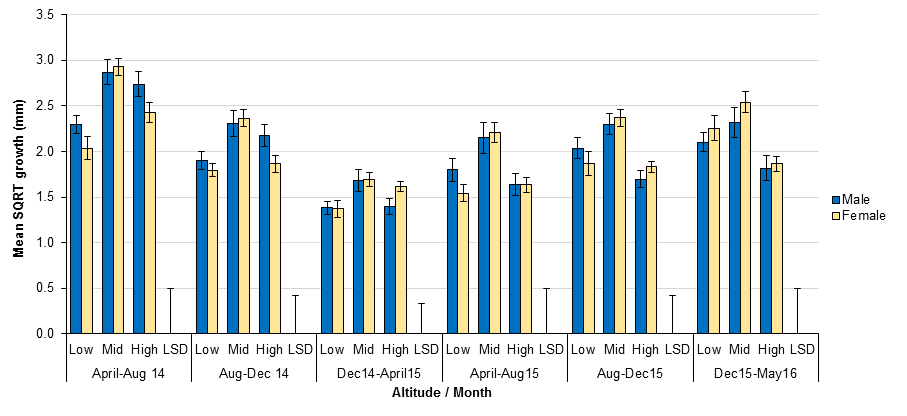 3.5
3.0
2.5
2.0
1.5
1.0
0.5
0.0
Mean SQRT growth (mm)
Low Mid High LSD Low Mid High LSD Low Mid High LSD Low Mid High LSD Low Mid High LSD Low Mid High LSD
April-Aug 14 Aug-Dec 14 Dec14-April15 April-Aug15 Aug-Dec15 Dec15-May16
Altitude / Month
Male
Female